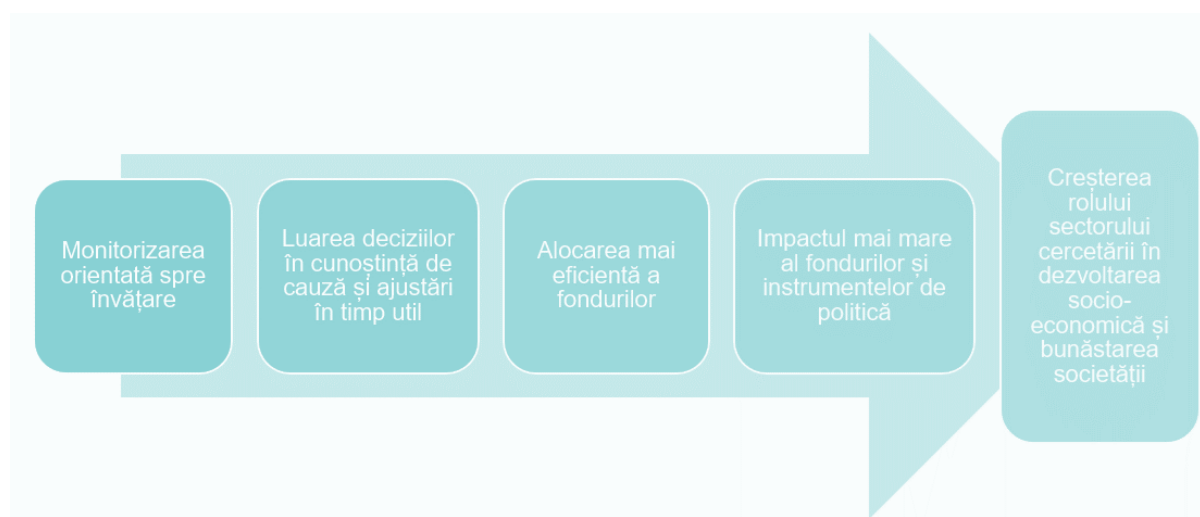 Monitorizarea
orientată spre
învățare
Luarea deciziilor
în cunoștință de
cauză și ajustări
în timp util
Alocarea mai
eficientă a
fondurilor
Impactul mai mare
al fondurilor și
instrumentelor de
politică
Creșterea
rolului
sectorului
cercetării în
dezvoltarea
socio-
economică și
bunăstarea
societății